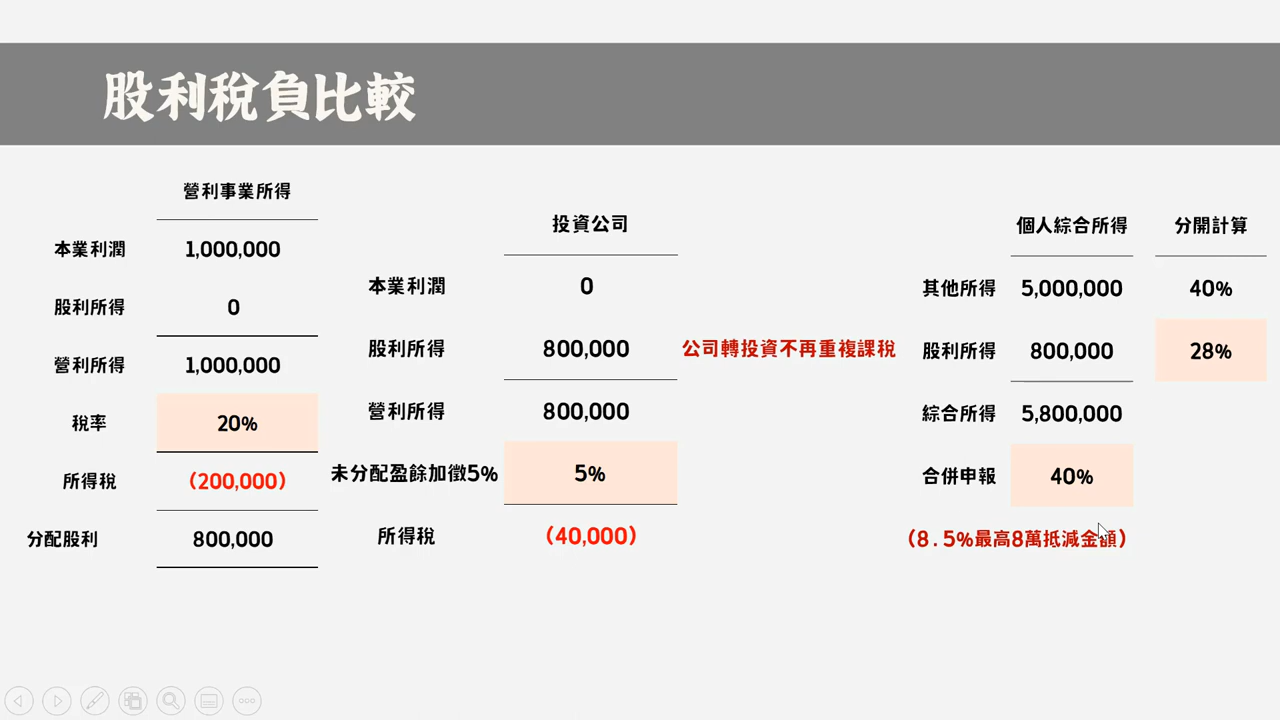 股利稅負比較
營利事業所得
本業利潤 1,000,000
股利所得 0
營利所得 1,000,000
稅率 20%
所得稅 (200,000)
分配股利 800,000
投資公司
本業利潤 0
股利所得 800,000 公司轉投資不再重複課稅
營利所得 800,000
未分配盈餘加徵5% 5%
所得稅 (40,000)
個人綜合所得 分開計算
其他所得 5,000,000 40%
股利所得 800,000 28%
綜合所得 5,800,000
合併申報 40%
(8.5%最高8萬抵減金額)